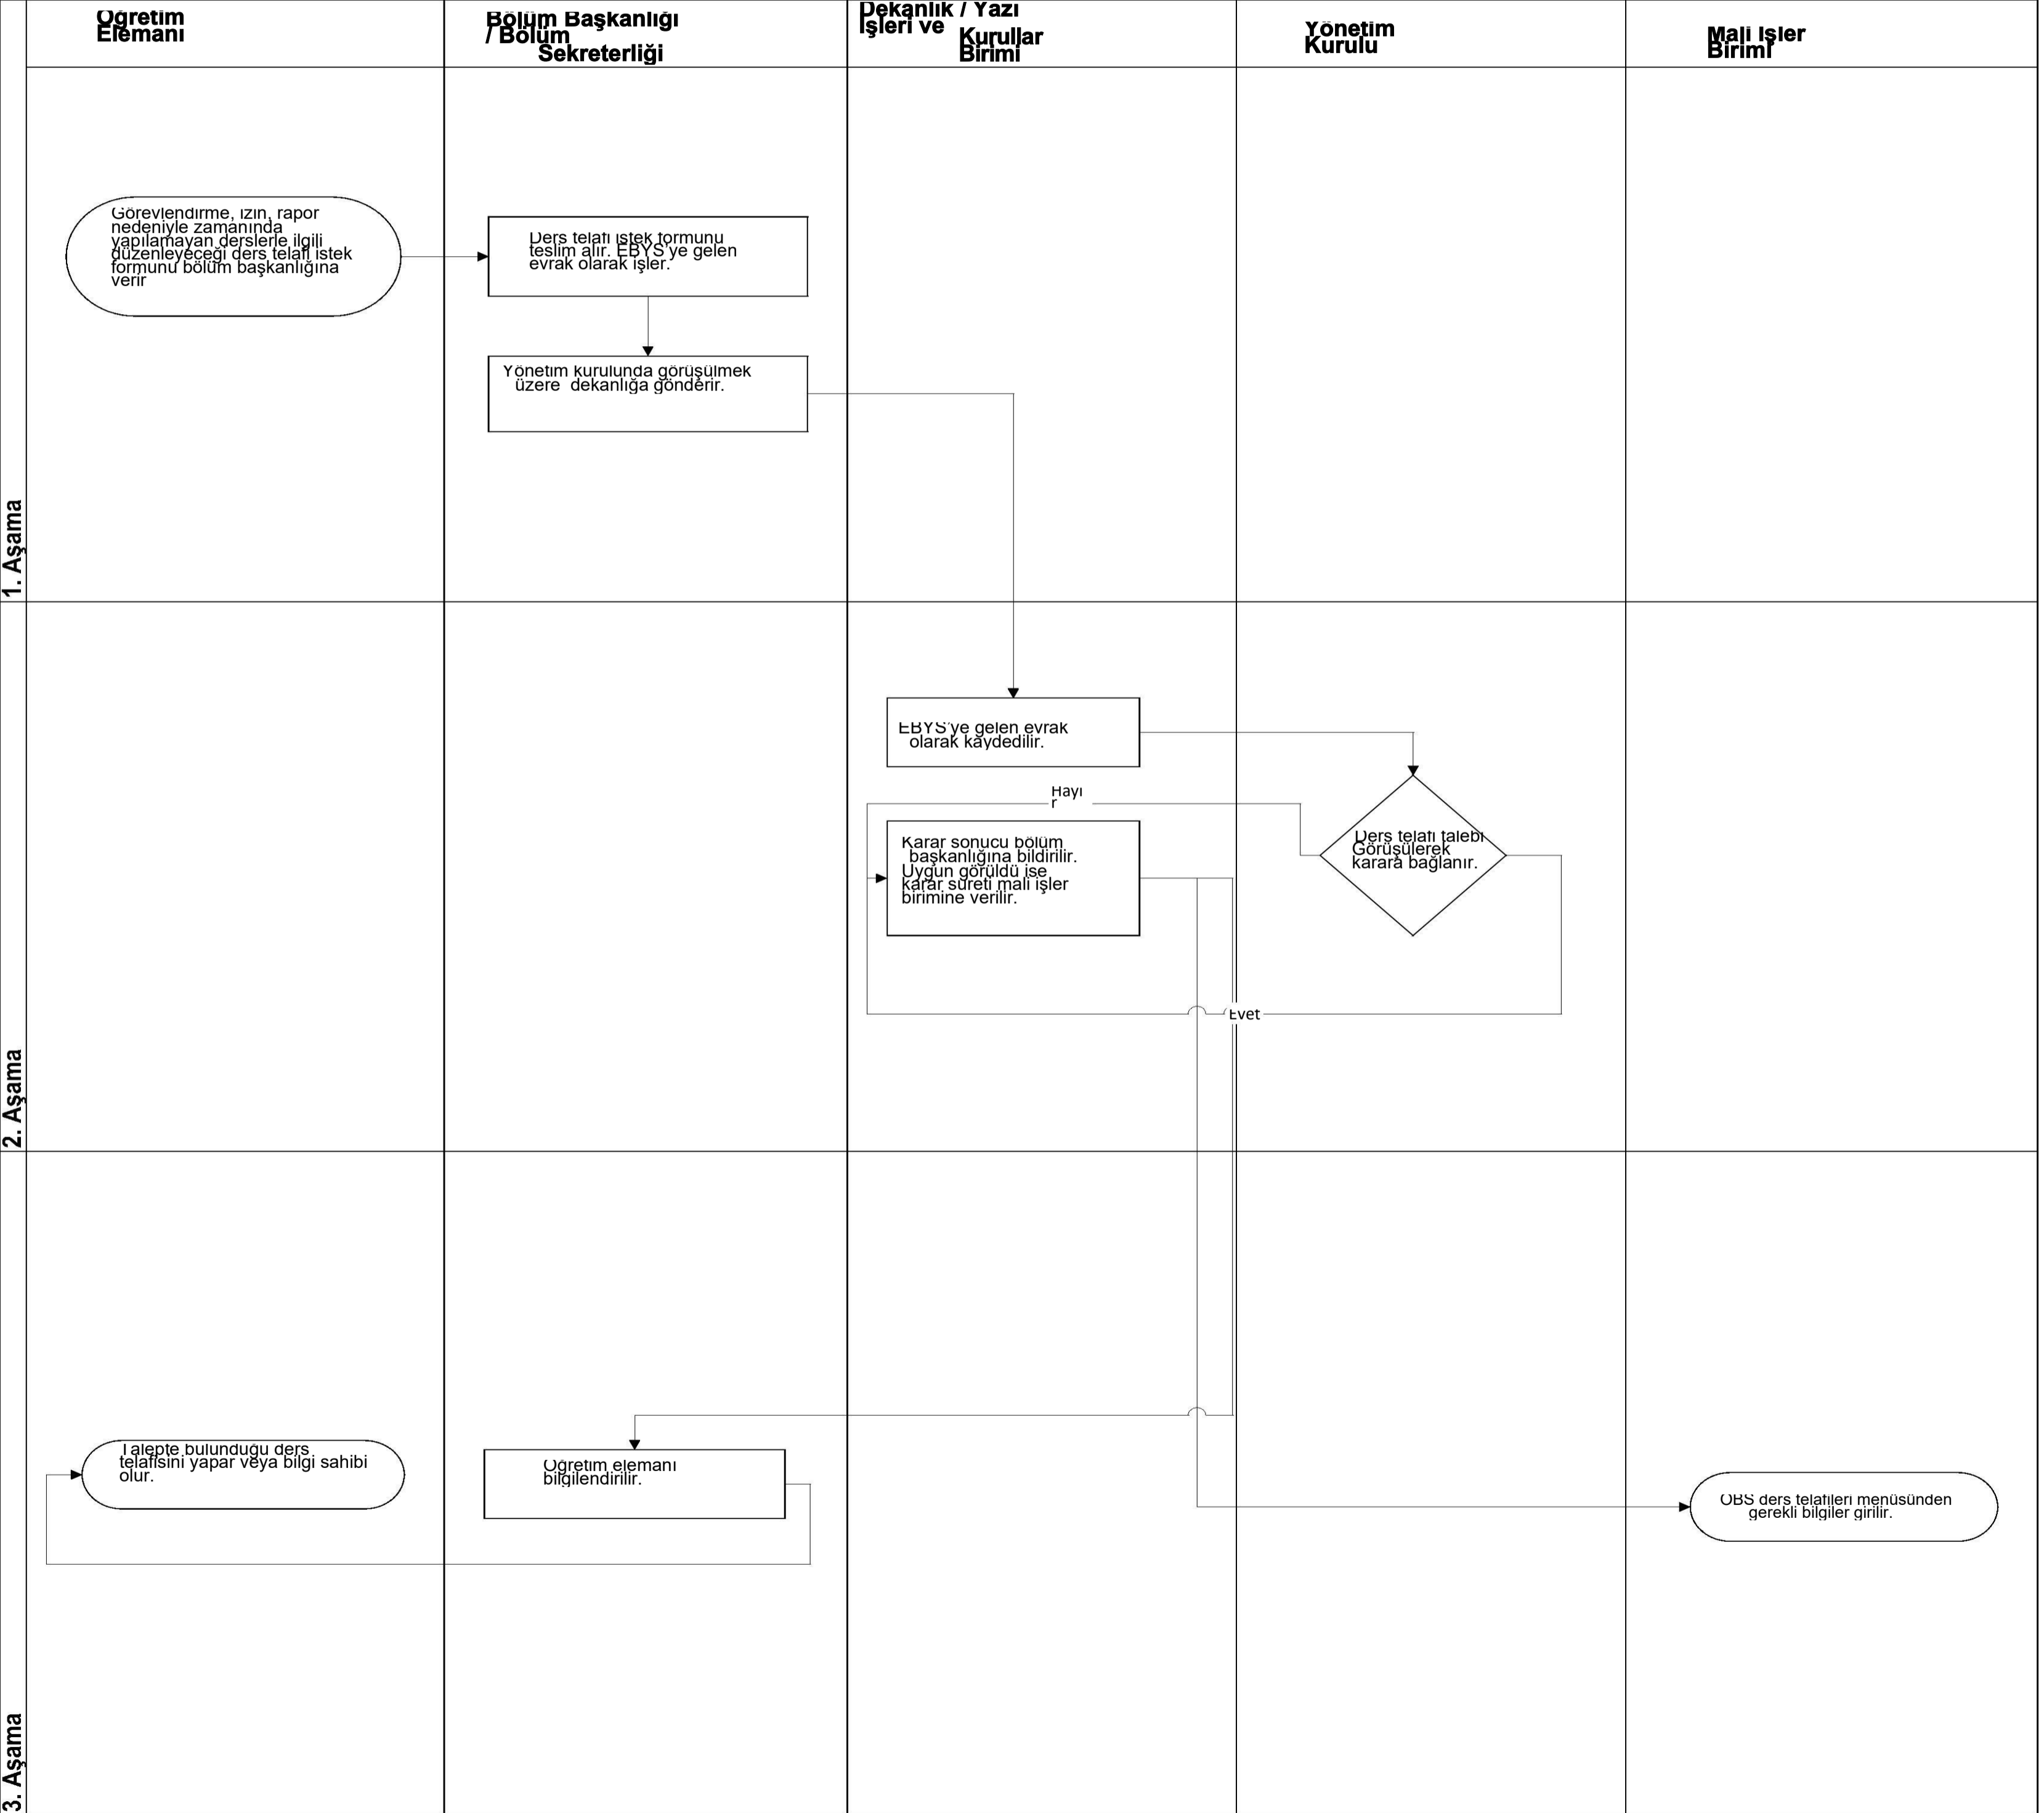 Öğretim
Elemanı
Bölüm Başkanlığı
/ Bölüm
Sekreterliği
Dekanlık / Yazı
İşleri ve
Kurullar
Birimi
Yönetim
Kurulu
Mali İşler
Birimi
1. Aşama
Görevlendirme, izin, rapor
nedeniyle zamanında
yapılamayan derslerle ilgili
düzenleyeceği ders telafi istek
formunu bölüm başkanlığına
verir
Ders telafi istek formunu
teslim alır. EBYS'ye gelen
evrak olarak işler.
Yönetim kurulunda görüşülmek
üzere dekanlığa gönderir.
2. Aşama
EBYS'ye gelen evrak
olarak kaydedilir.
Hayı
r
Ders telafi talebi
Görüşülerek
karara bağlanır.
Karar sonucu bölüm
başkanlığına bildirilir.
Uygun görüldü ise
karar sureti mali işler
birimine verilir.
Evet
3. Aşama
Talepte bulunduğu ders
telafisini yapar veya bilgi sahibi
olur.
Öğretim elemanı
bilgilendirilir.
OBS ders telafileri menüsünden
gerekli bilgiler girilir.